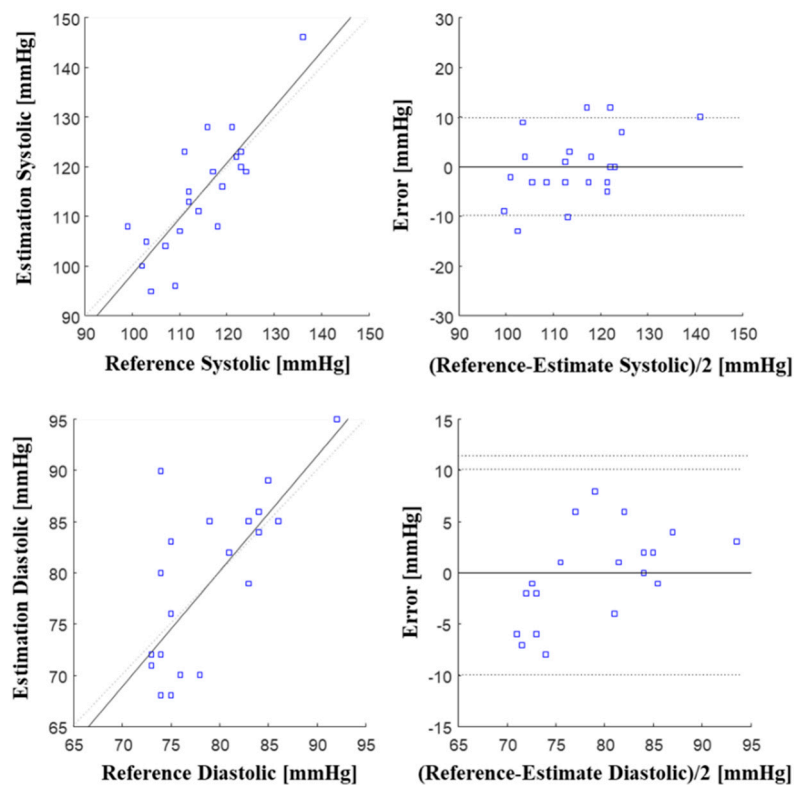 150
140
130
120
110
100
90
90 100 110 120 130 140 150
Estimation Systolic [mmHg]
Reference Systolic [mmHg]
30
20
10
0
-10
-20
-30
90 100 110 120 130 140 150
Error [mmHg]
(Reference-Estimate Systolic)/2 [mmHg]
95
90
85
80
75
70
65
65 70 75 80 85 90 95
Estimation Diastolic [mmHg]
Reference Diastolic [mmHg]
15
10
5
0
-5
-10
-15
65 70 75 80 85 90 95
Error [mmHg]
(Reference-Estimate Diastolic)/2 [mmHg]